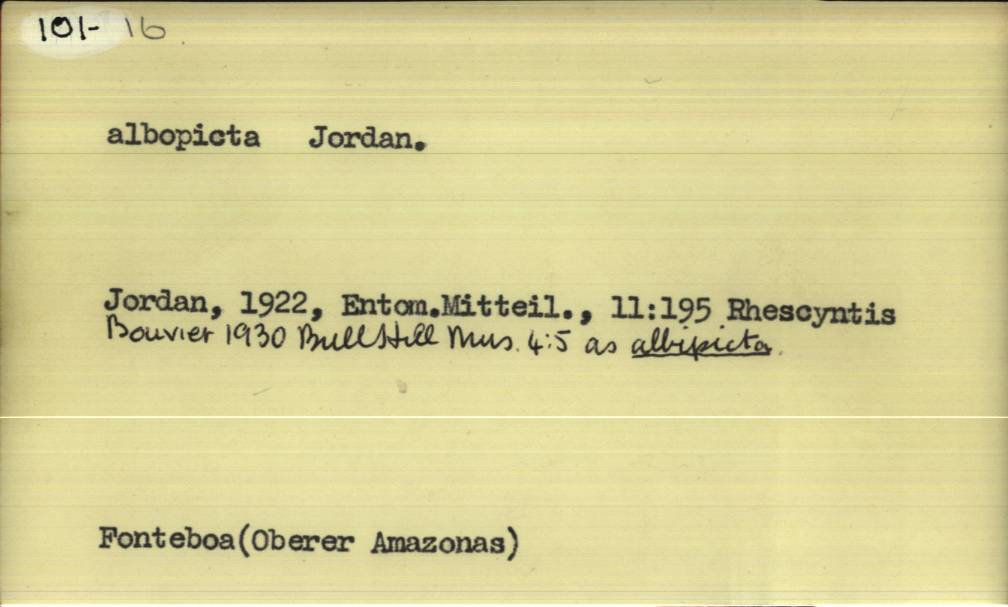 101- 16
albopicta Jordan.
Jordan, 1922, Entom.Mitteil., 11:195 Rhescyntis
Bouvier 1930 Bull Hill Mus. 4:5 as albipicta.
Fonteboa(Oberer Amazonas)